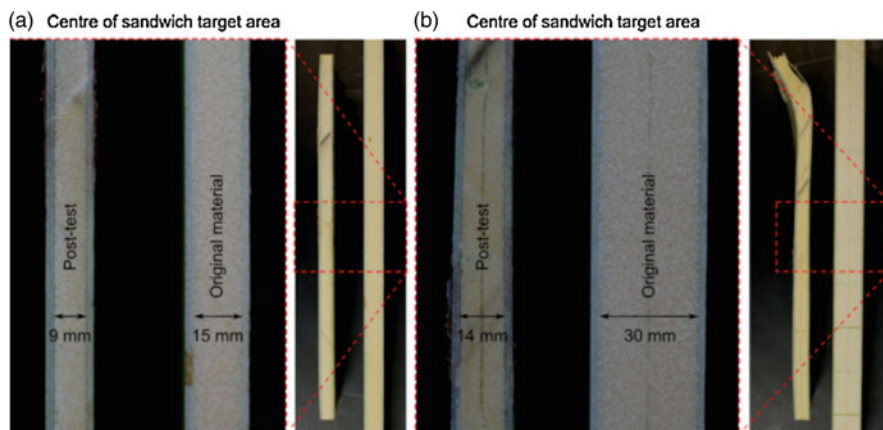 (a) Centre of sandwich target area
Post-test
9 mm
Original material
15 mm
(b) Centre of sandwich target area
Post-test
14 mm
Original material
30 mm